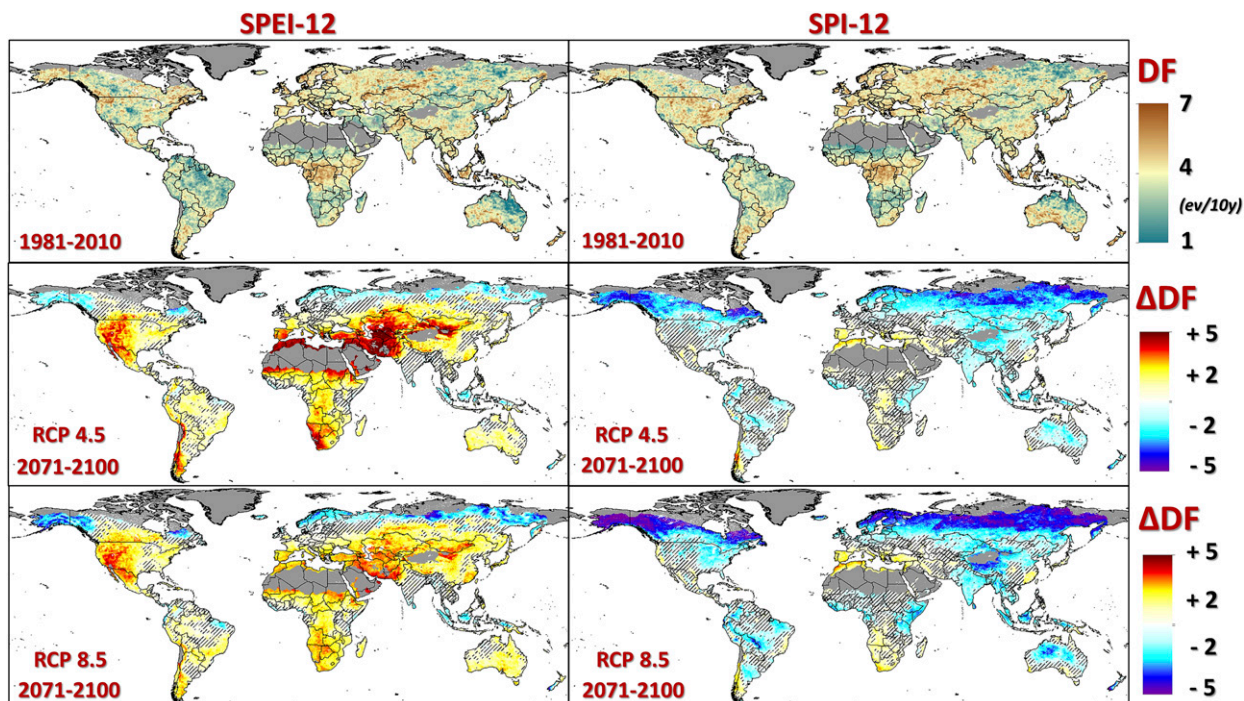 SPEI-12
SPI-12
1981-2010
1981-2010
DF
7
4
(ev/10y)
1
RCP 4.5
2071-2100
RCP 4.5
2071-2100
ΔDF
+ 5
+ 2
- 2
- 5
RCP 8.5
2071-2100
RCP 8.5
2071-2100
ΔDF
+ 5
+ 2
- 2
- 5